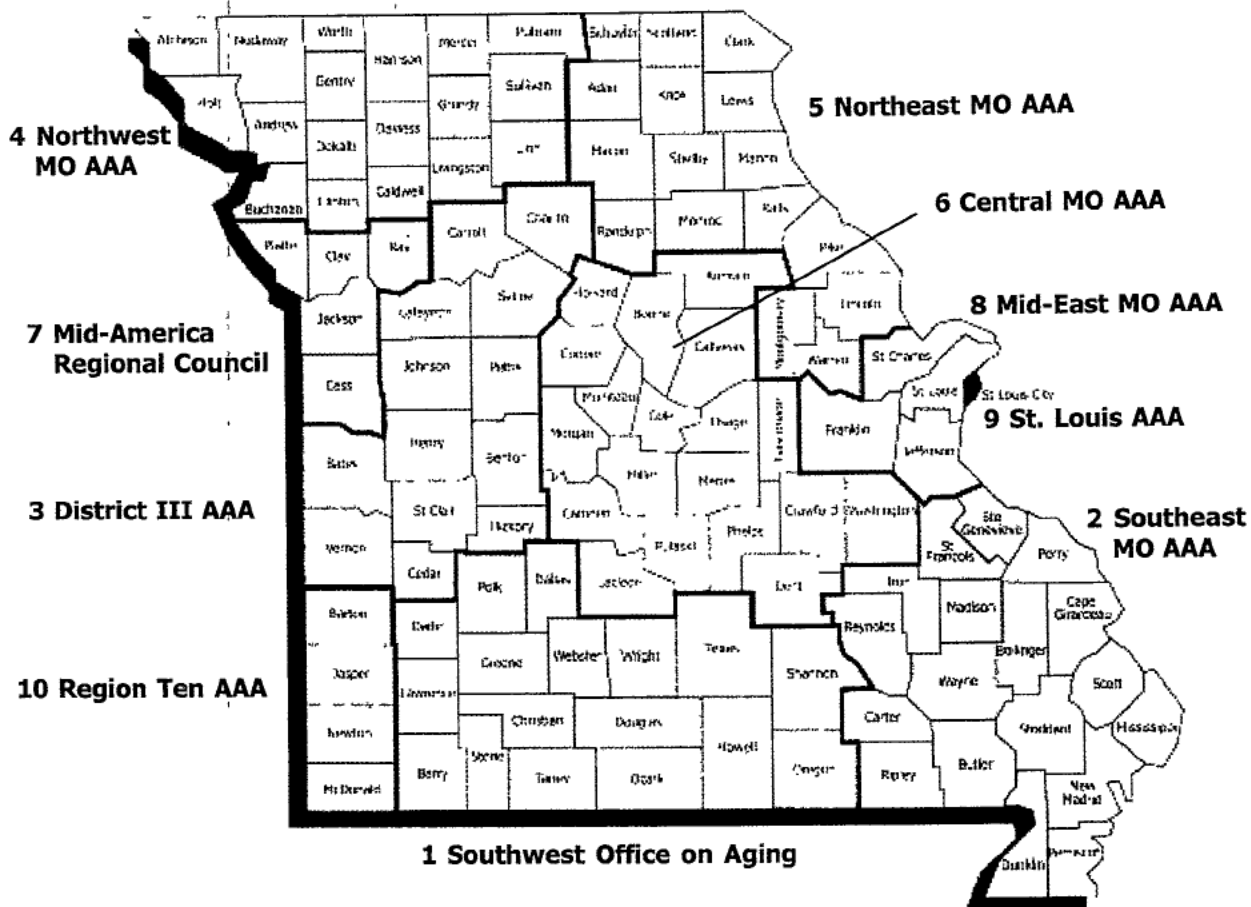 Atchison
Nodaway
Worth
Harrison
Mercer
Putnam
Schuyler
Scotland
Clark
Gentry
Sullivan
Adair
Knox
Lewis
5 Northeast MO AAA
Holt
Andrew
Grundy
4 Northwest
MO AAA
Dekalb
Daviess
Livingston
Linn
Macon
Shelby
Marion
Buchanan
Clinton
Caldwell
Chariton
6 Central MO AAA
Platte
Clay
Ray
Carroll
Randolph
Monroe
Ralls
Pike
Audrain
Howard
Boone
Saline
Lafayette
Jackson
Lincoln
8 Mid-East MO AAA
7 Mid-America
Regional Council
Johnson
Pettis
Cooper
Callaway
Montgomery
Warren
St Charles
Cass
Moniteau
Cole
Osage
St Louis
St Louis City
9 St. Louis AAA
Bates
Henry
Benton
Morgan
Miller
Maries
Franklin
Jefferson
3 District III AAA
St Clair
Hickory
Camden
Pulaski
Phelps
Crawford
Washington
Ste
Genevieve
2 Southeast
MO AAA
Vernon
Cedar
Polk
Dallas
Laclede
Dent
Iron
St
Francois
Perry
Barton
Dade
Greene
Webster
Wright
Texas
Shannon
Reynolds
Madison
Bollinger
Cape
Girardeau
10 Region Ten AAA
Jasper
Lawrence
Christian
Douglas
Howell
Carter
Wayne
Stoddard
Scott
Mississippi
Newton
McDonald
Barry
Stone
Taney
Ozark
Oregon
Ripley
Butler
New
Madrid
Dunklin
Pemiscot
1 Southwest Office on Aging